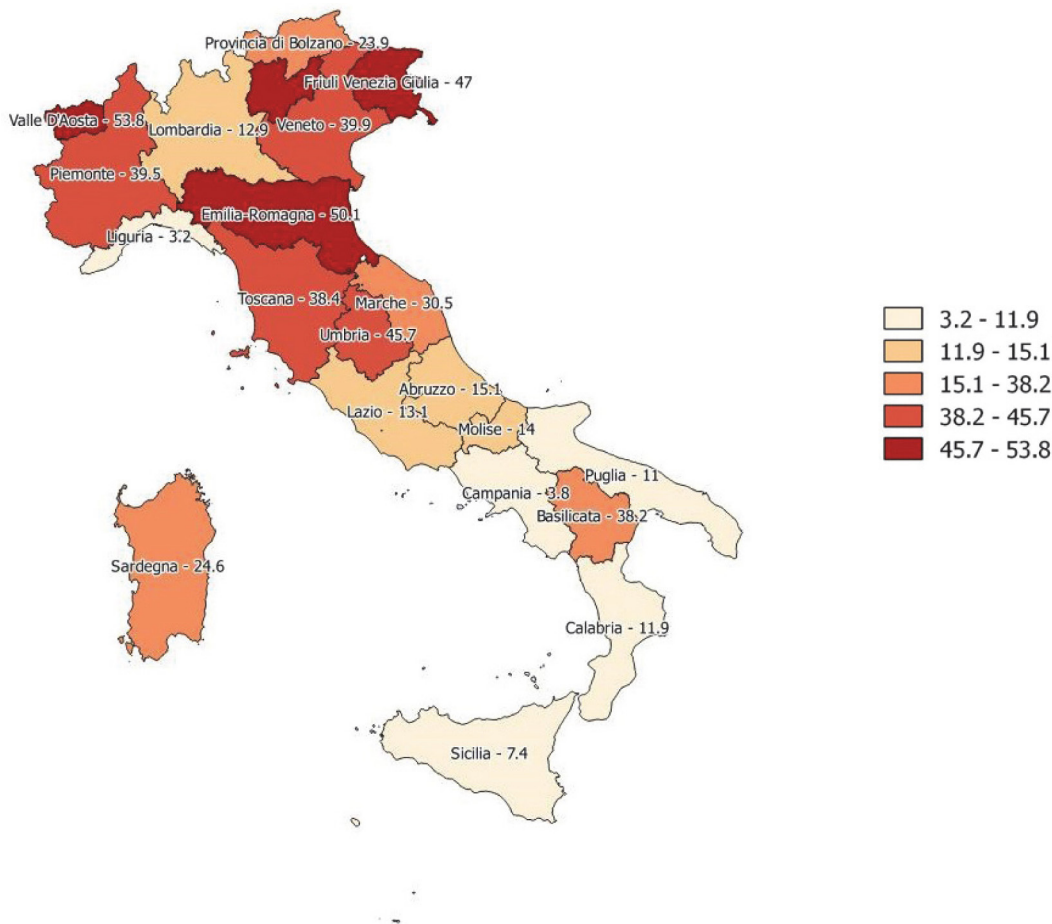 Provincia di Bolzano - 23.9
Friuli Venezia Giulia - 47
Valle D'Aosta - 53.8
Lombardia - 12.9
Veneto - 39.9
Piemonte - 39.5
Emilia-Romagna - 50.1
Liguria - 3.2
Toscana - 38.4
Marche - 30.5
Umbria - 45.7
Abruzzo - 15.1
Lazio - 13.1
Molise - 14
Puglia - 11
Campania - 3.8
Basilicata - 38.2
Sardegna - 24.6
Calabria - 11.9
Sicilia - 7.4
3.2 - 11.9
11.9 - 15.1
15.1 - 38.2
38.2 - 45.7
45.7 - 53.8